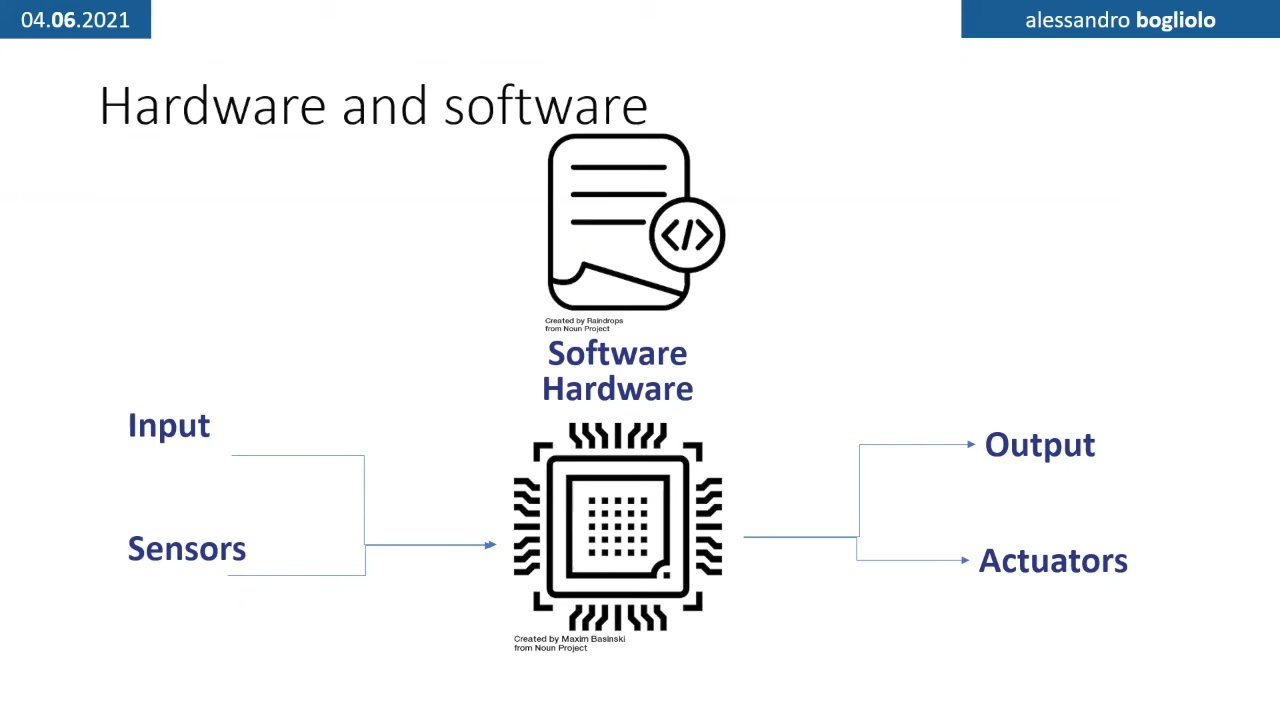 04.06.2021
alessandro bogliolo
Hardware and software
</>
Created by Raindrops
from Noun Project
Software
Hardware
Input
Sensors
Output
Actuators
Created by Maxim Basinski
from Noun Project